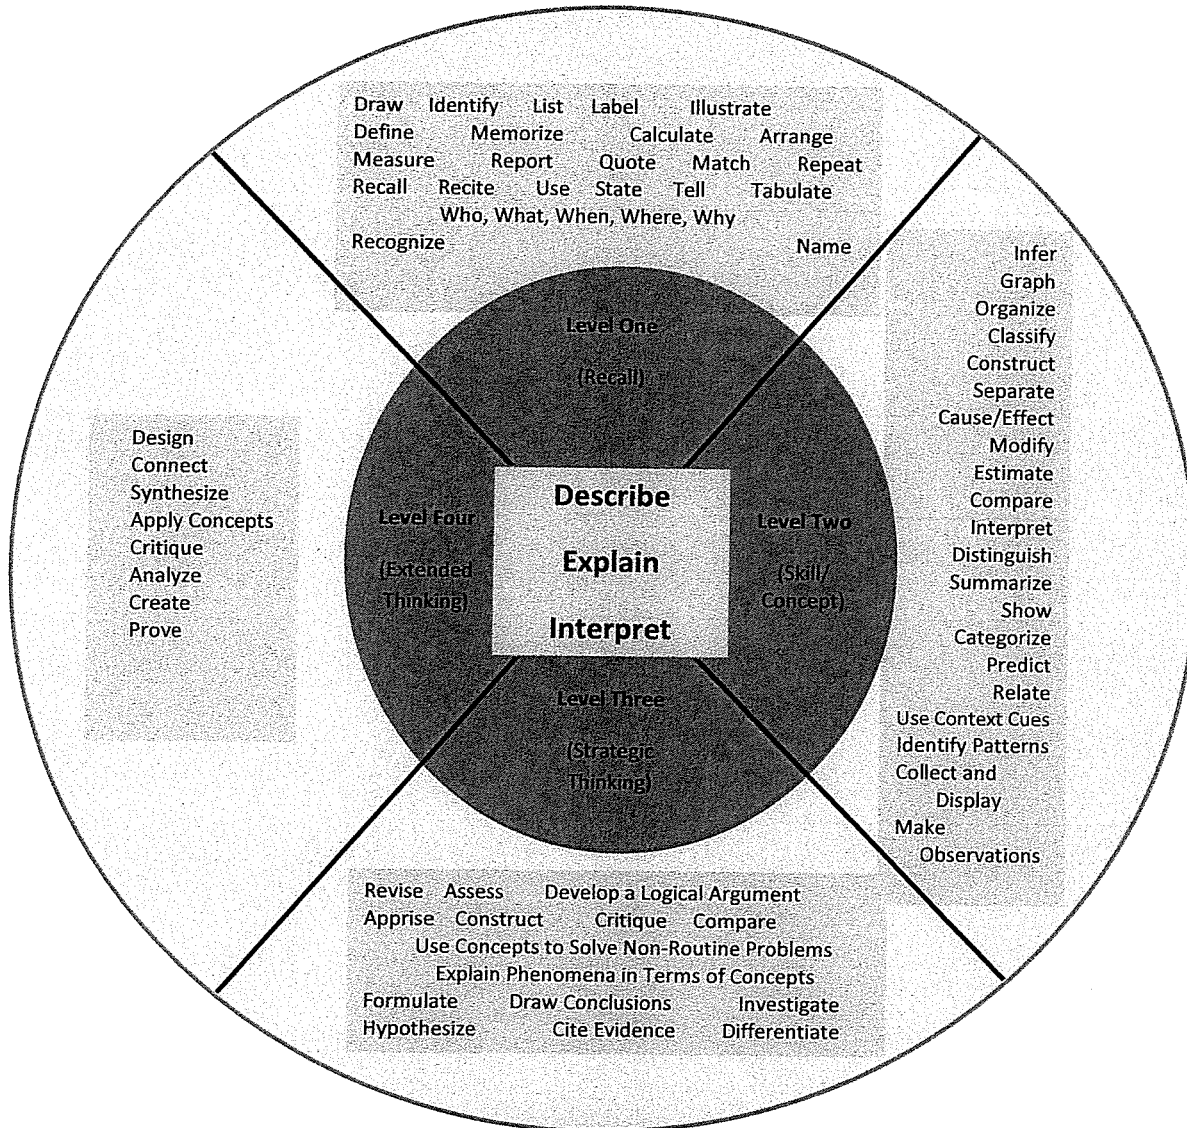 Draw Identify List Label Illustrate
Define Memorize Calculate Arrange
Measure Report Quote Match Repeat
Recall Recite Use State Tell Tabulate
Who, What, When, Where, Why
Recognize Name
Level One
(Recall)
Infer
Graph
Organize
Classify
Construct
Separate
Cause/Effect
Modify
Estimate
Compare
Interpret
Distinguish
Summarize
Show
Categorize
Predict
Relate
Use Context Cues
Identify Patterns
Collect and
Display
Make
Observations
Level Two
(Skill/
Concept)
Describe
Explain
Interpret
Level Four
(Extended
Thinking)
Design
Connect
Synthesize
Apply Concepts
Critique
Analyze
Create
Prove
Level Three
(Strategic
Thinking)
Revise Assess Develop a Logical Argument
Apprise Construct Critique Compare
Use Concepts to Solve Non-Routine Problems
Explain Phenomena in Terms of Concepts
Formulate Draw Conclusions Investigate
Hypothesize Cite Evidence Differentiate